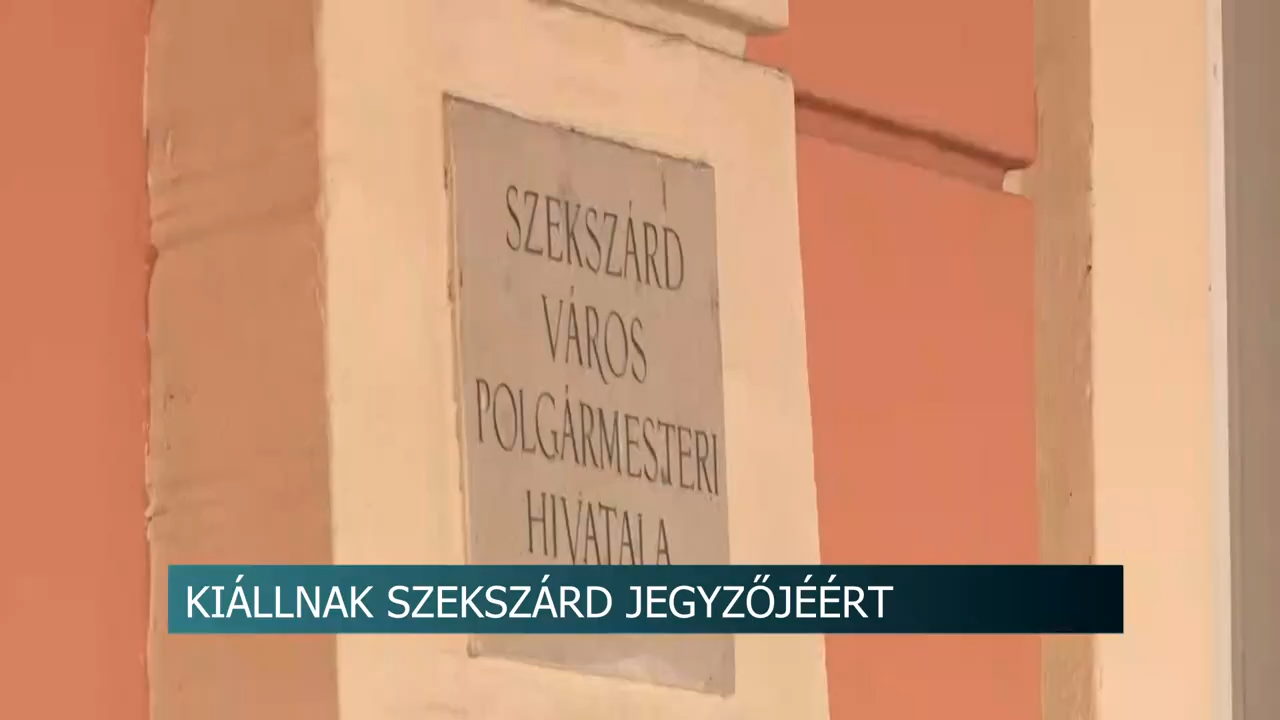 SZEKSZÁRD
VÁROS
POLGÁRMESTERI
HIVATALA
KIÁLLNAK SZEKSZÁRD JEGYZŐJÉÉRT